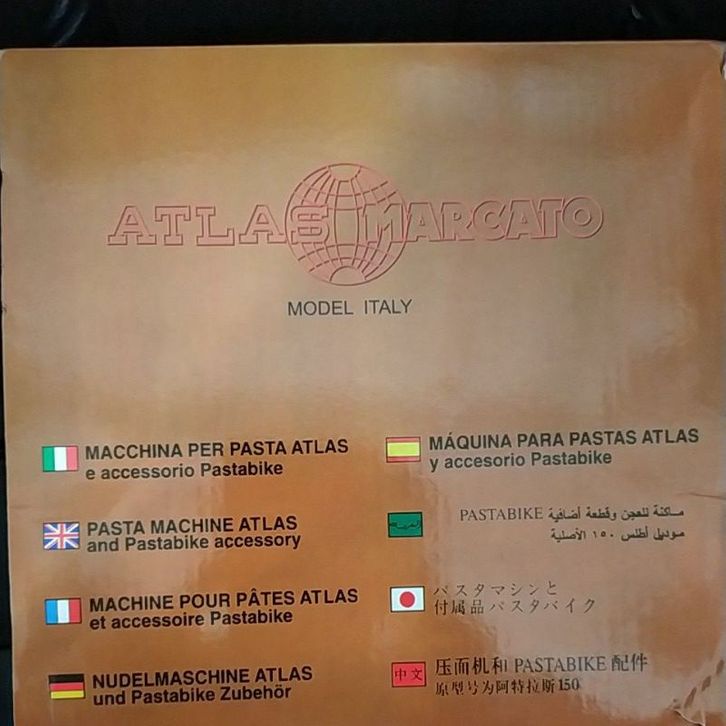 ATLAS MARCATO
MODEL ITALY
MACCHINA PER PASTA ATLAS
e accessorio Pastabike
PASTA MACHINE ATLAS
and Pastabike accessory
MACHINE POUR PÂTES ATLAS
et accessoire Pastabike
NUDELMASCHINE ATLAS
und Pastabike Zubehör
MÁQUINA PARA PASTAS ATLAS
y accesorio Pastabike
ماكنة للعجن وقطعة أضافية PASTABIKE
موديل أطلس ١٥٠ الأصلية
パスタマシンと
付属品パスタバイク
中文
压面机和 PASTABIKE 配件
原型号为阿特拉斯150